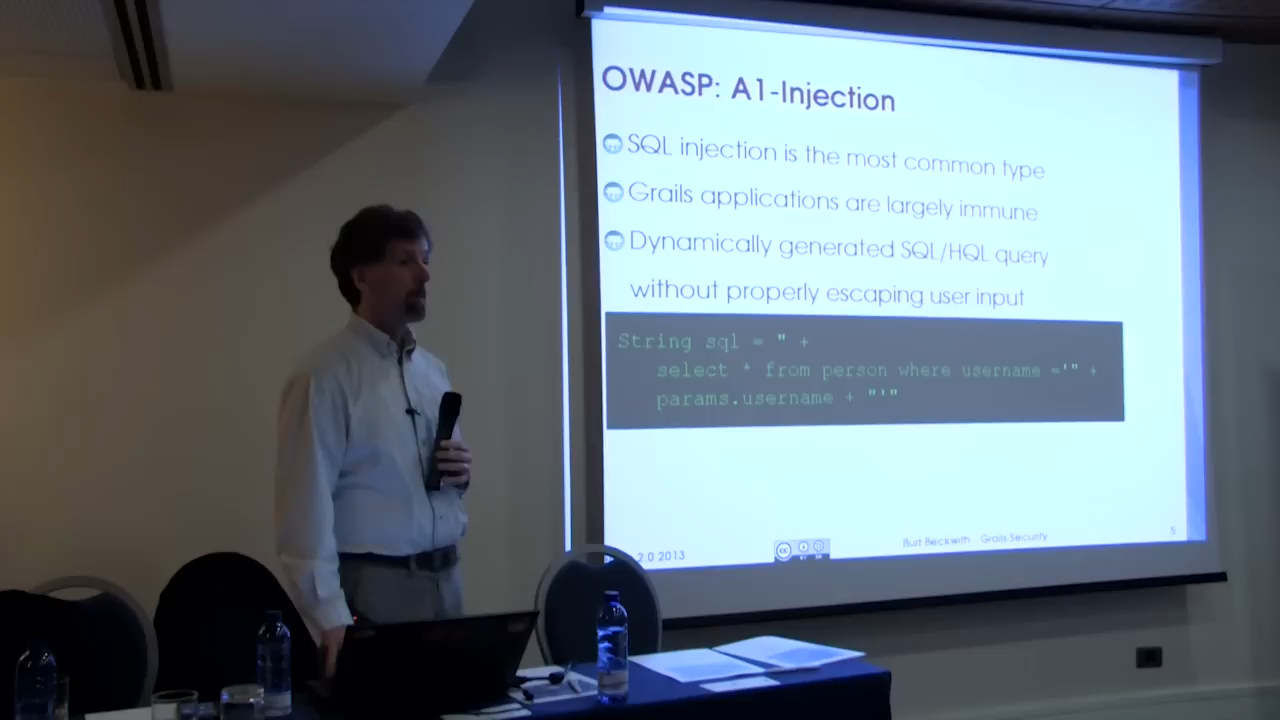 OWASP: A1-Injection
SQL injection is the most common type
Grails applications are largely immune
Dynamically generated SQL/HQL query
without properly escaping user input
String sql = " +
select * from person where username ='" +
params.username + "'"
2.0 2013
cc
Burt Beckwith Grails Security
5